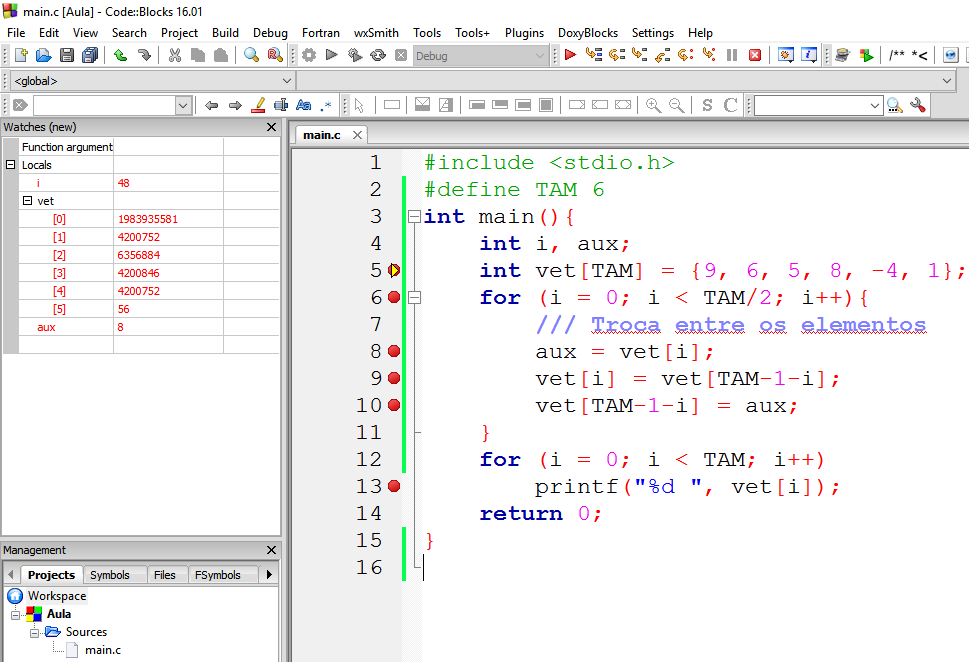 main.c [Aula] - Code::Blocks 16.01
File Edit View Search Project Build Debug Fortran wxSmith Tools Tools+ Plugins DoxyBlocks Settings Help
Debug /** *<
<global>
Aa .* S C
Watches (new)
Function argument
Locals
i 48
vet
[0] 1983935581
[1] 4200752
[2] 6356884
[3] 4200846
[4] 4200752
[5] 56
aux 8
main.c
1 #include <stdio.h>
2 #define TAM 6
3 int main(){
4 int i, aux;
5 int vet[TAM] = {9, 6, 5, 8, -4, 1};
6 for (i = 0; i < TAM/2; i++){
7 /// Troca entre os elementos
8 aux = vet[i];
9 vet[i] = vet[TAM-1-i];
10 vet[TAM-1-i] = aux;
11 }
12 for (i = 0; i < TAM; i++)
13 printf("%d ", vet[i]);
14 return 0;
15 }
16
Management
Projects Symbols Files FSymbols
Workspace
Aula
Sources
main.c